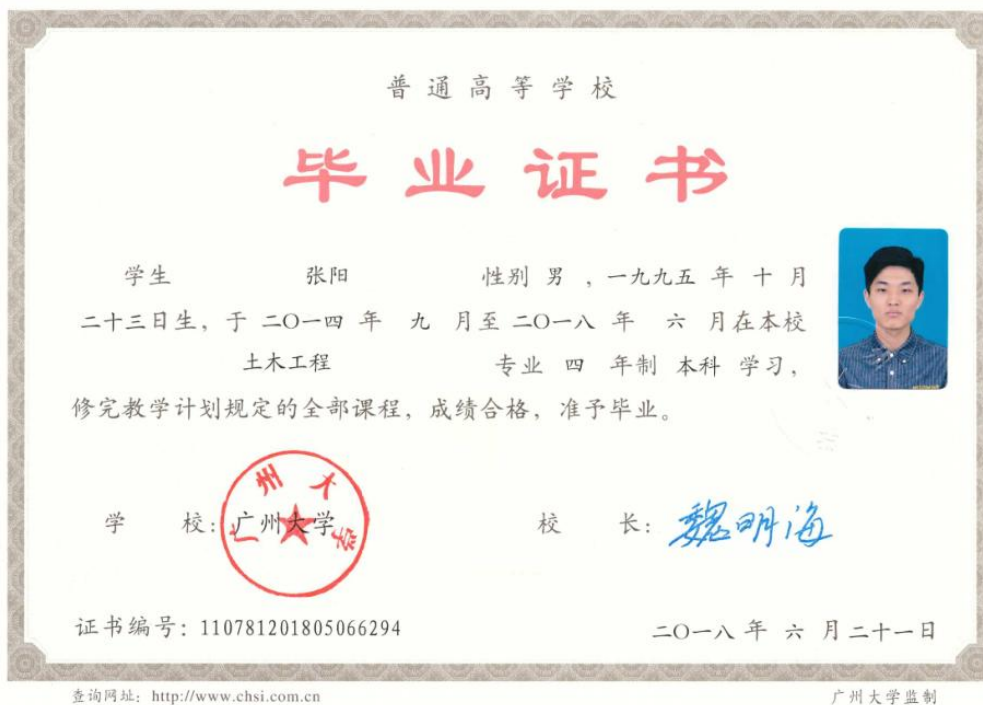 普通高等学校
毕业证书
学生 张阳 性别 男 ，一九九五 年 十 月
二十三日生，于 二〇一四 年 九 月至 二〇一八 年 六 月在本校
土木工程 专业 四 年制 本科 学习，
修完教学计划规定的全部课程，成绩合格，准予毕业。
广州大学
学 校：广州大学 校 长：魏明海
证书编号：110781201805066294 二〇一八 年 六 月二十一日
查询网址：http://www.chsi.com.cn 广州大学监制